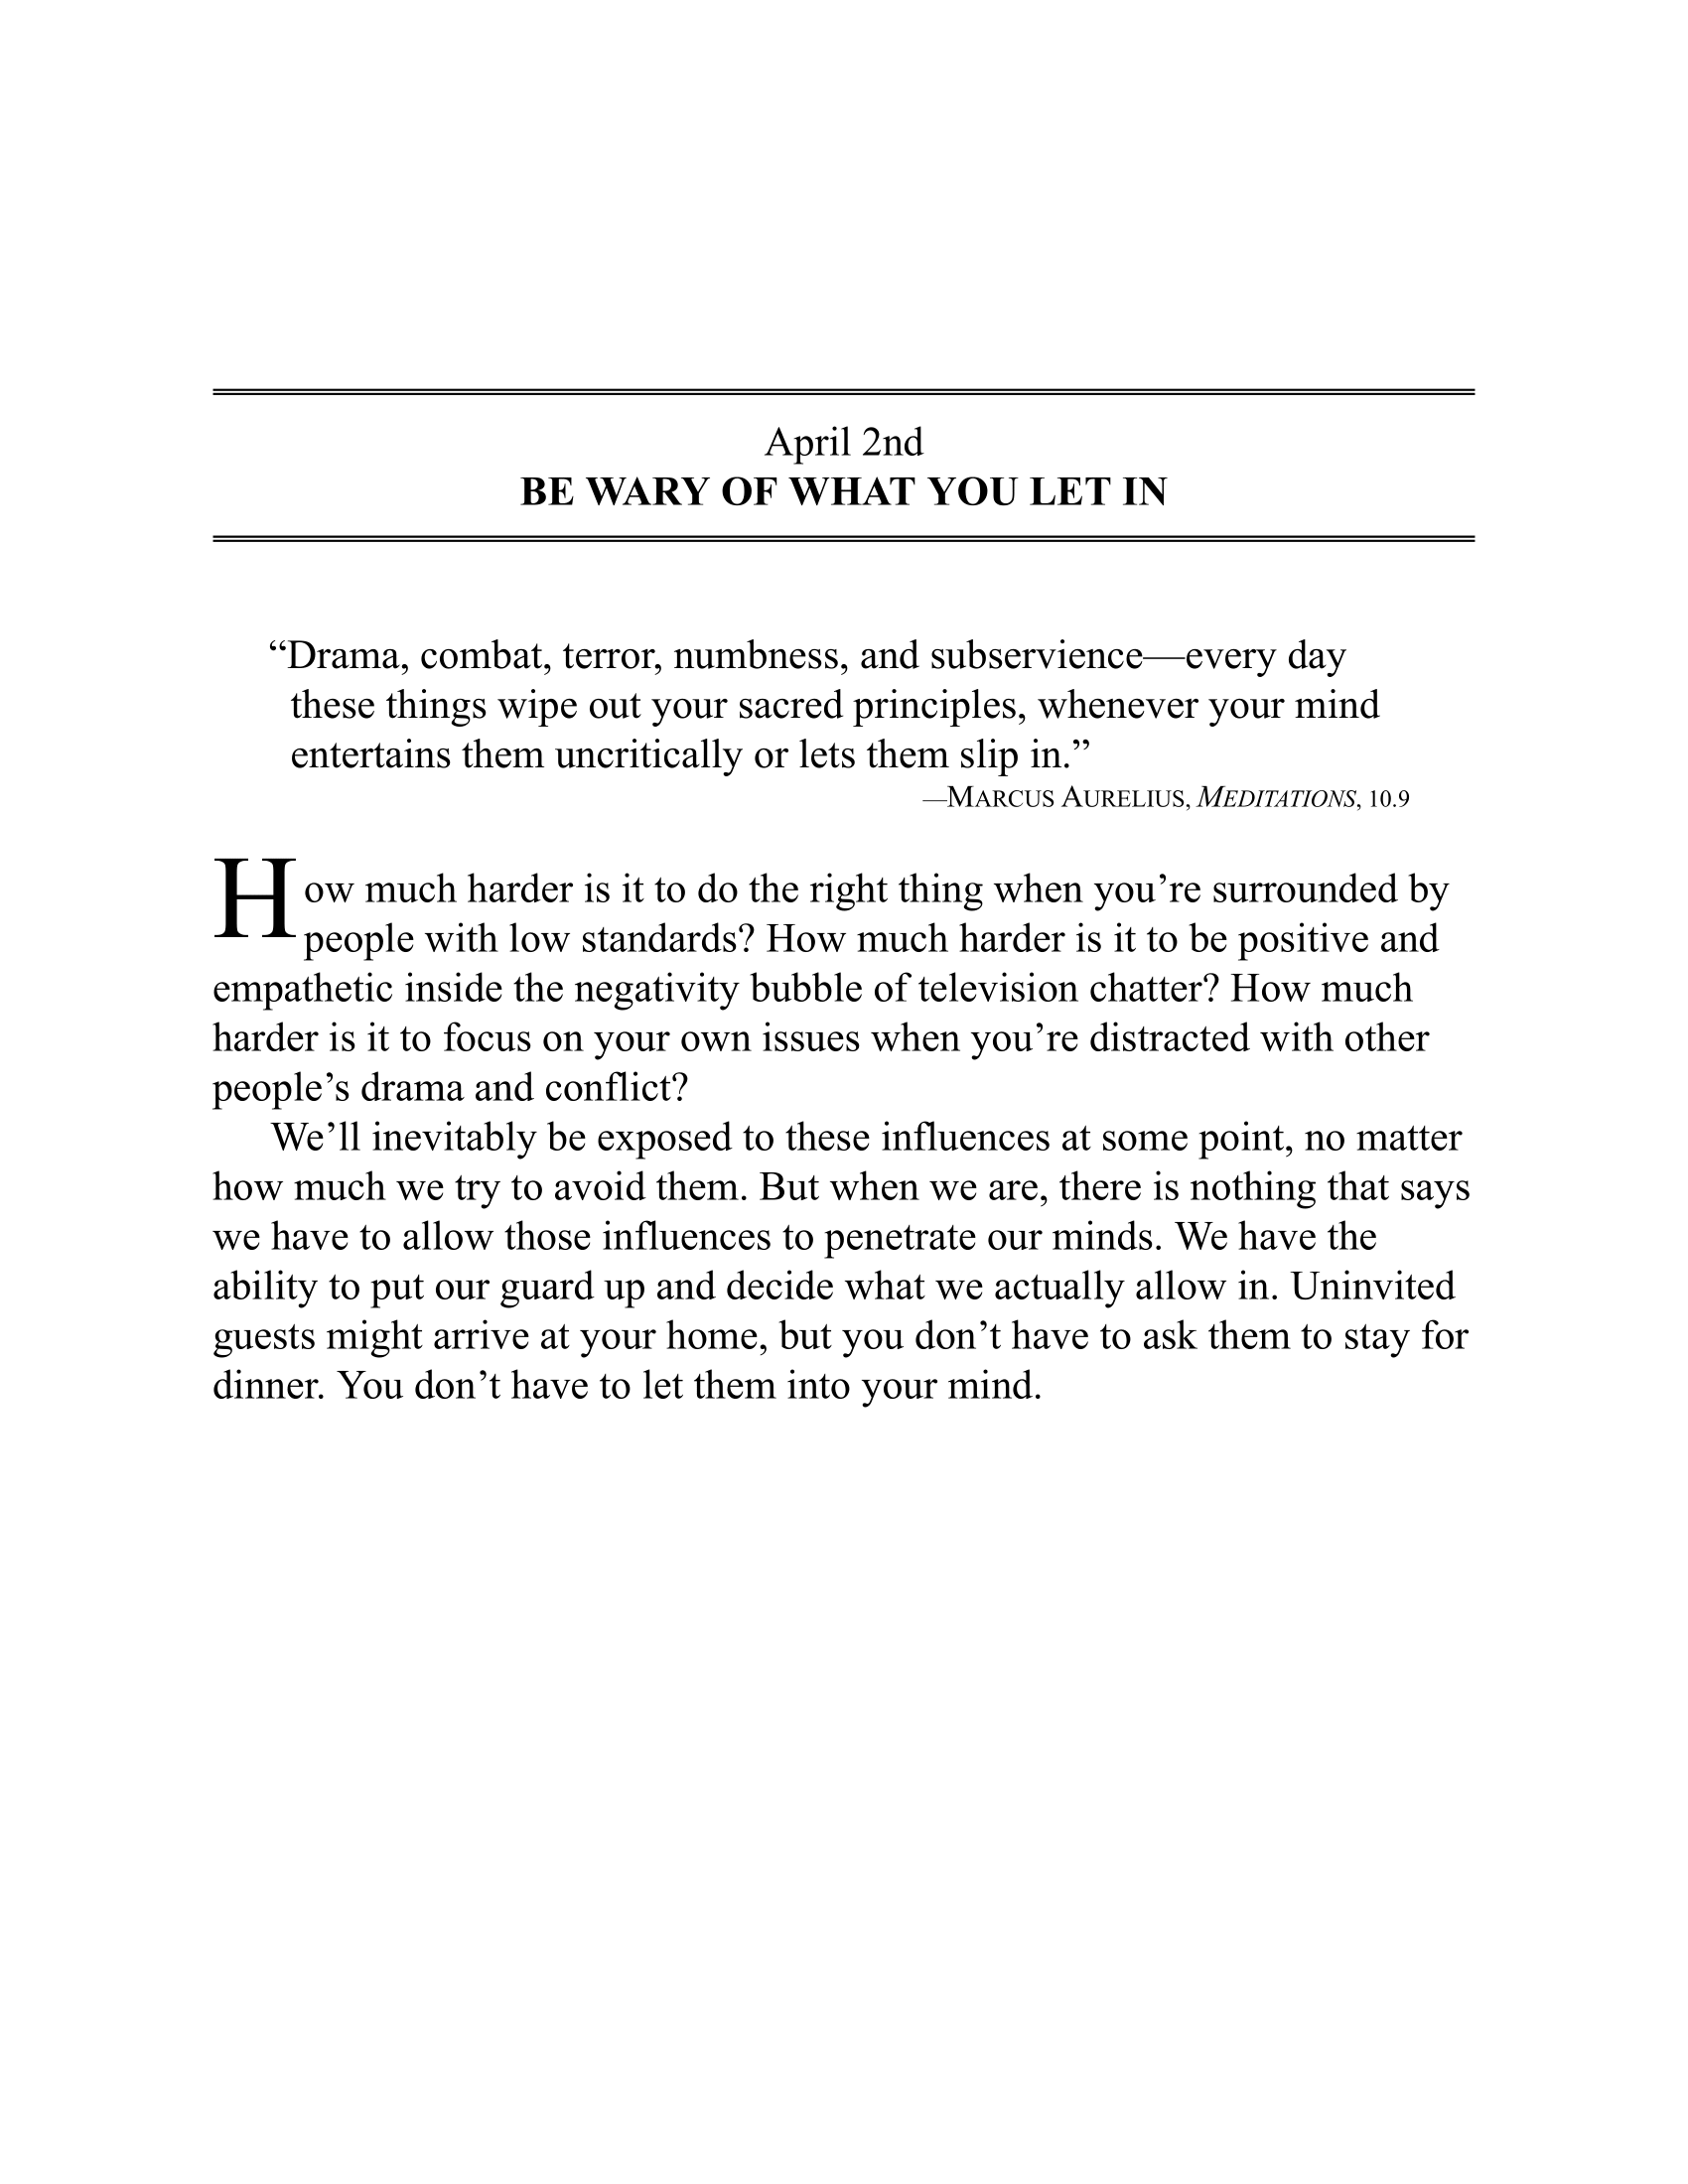 April 2nd
BE WARY OF WHAT YOU LET IN
“Drama, combat, terror, numbness, and subservience—every day
these things wipe out your sacred principles, whenever your mind
entertains them uncritically or lets them slip in.”
—MARCUS AURELIUS, MEDITATIONS, 10.9
How much harder is it to do the right thing when you’re surrounded by
people with low standards? How much harder is it to be positive and
empathetic inside the negativity bubble of television chatter? How much
harder is it to focus on your own issues when you’re distracted with other
people’s drama and conflict?
We’ll inevitably be exposed to these influences at some point, no matter
how much we try to avoid them. But when we are, there is nothing that says
we have to allow those influences to penetrate our minds. We have the
ability to put our guard up and decide what we actually allow in. Uninvited
guests might arrive at your home, but you don’t have to ask them to stay for
dinner. You don’t have to let them into your mind.